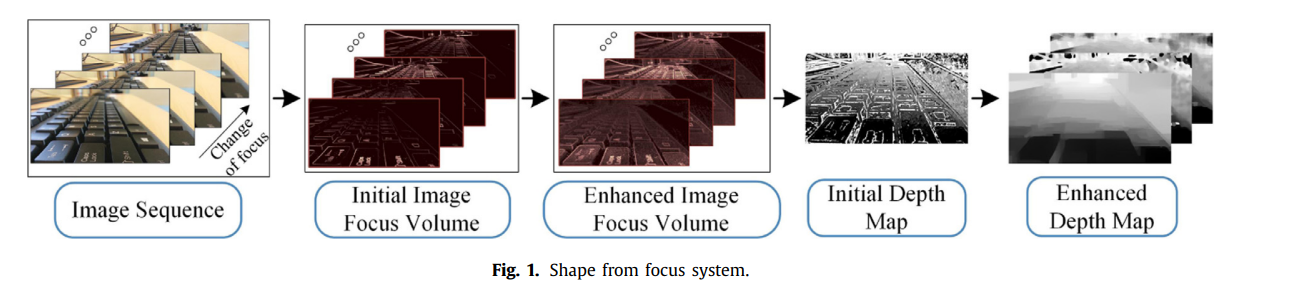 Change
of focus
Image Sequence
Initial Image
Focus Volume
Enhanced Image
Focus Volume
Initial Depth
Map
Enhanced
Depth Map
Fig. 1. Shape from focus system.